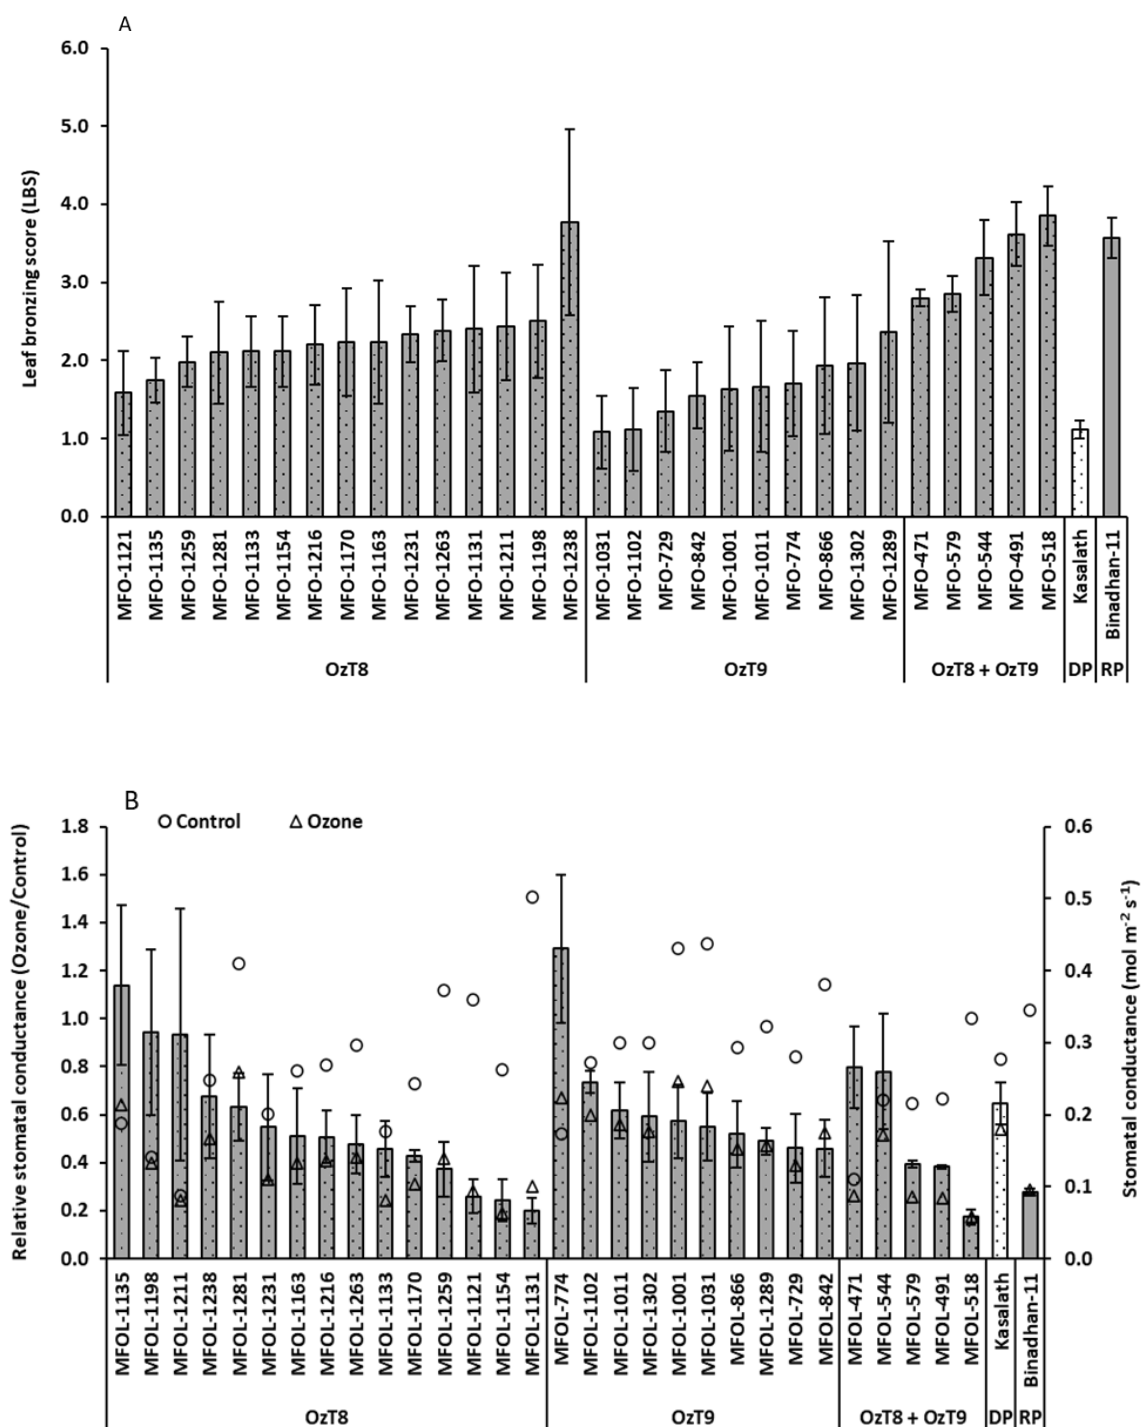 A
6.0
5.0
4.0
3.0
2.0
1.0
0.0
Leaf bronzing score (LBS)
MFO-1121
MFO-1135
MFO-1259
MFO-1281
MFO-1133
MFO-1154
MFO-1216
MFO-1170
MFO-1163
MFO-1231
MFO-1263
MFO-1131
MFO-1211
MFO-1198
MFO-1238
MFO-1031
MFO-1102
MFO-729
MFO-842
MFO-1001
MFO-1011
MFO-774
MFO-866
MFO-1302
MFO-1289
MFO-471
MFO-579
MFO-544
MFO-491
MFO-518
Kasalath
Binadhan-11
OzT8
OzT9
OzT8 + OzT9
DP
RP
B
Control
Ozone
1.8
1.6
1.4
1.2
1.0
0.8
0.6
0.4
0.2
0.0
Relative stomatal conductance (Ozone/Control)
0.6
0.5
0.4
0.3
0.2
0.1
0.0
Stomatal conductance (mol m⁻² s⁻¹)
MFOL-1135
MFOL-1198
MFOL-1211
MFOL-1238
MFOL-1281
MFOL-1231
MFOL-1163
MFOL-1216
MFOL-1263
MFOL-1133
MFOL-1170
MFOL-1259
MFOL-1121
MFOL-1154
MFOL-1131
MFOL-774
MFOL-1102
MFOL-1011
MFOL-1302
MFOL-1001
MFOL-1031
MFOL-866
MFOL-1289
MFOL-729
MFOL-842
MFOL-471
MFOL-544
MFOL-579
MFOL-491
MFOL-518
Kasalath
Binadhan-11
OzT8
OzT9
OzT8 + OzT9
DP
RP